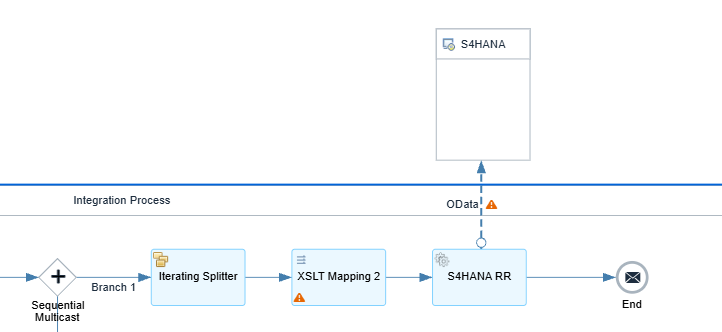 S4HANA
Integration Process
OData
Iterating Splitter
XSLT Mapping 2
S4HANA RR
Branch 1
Sequential
Multicast
End